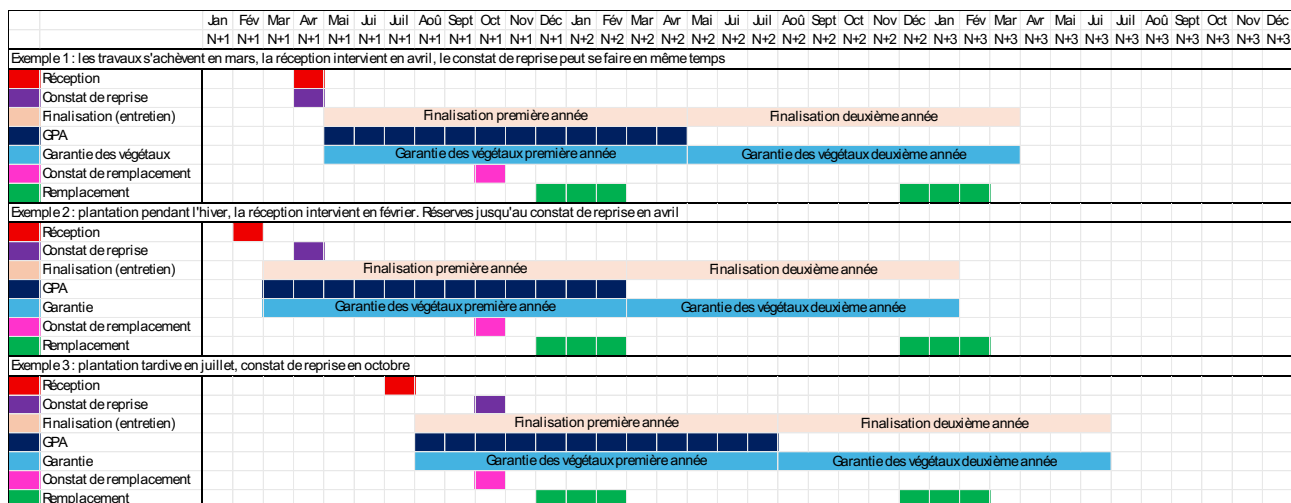 Jan Fév Mar Avr Mai Jui Juil Aoû Sept Oct Nov Déc Jan Fév Mar Avr Mai Jui Juil Aoû Sept Oct Nov Déc Jan Fév Mar Avr Mai Jui Juil Aoû Sept Oct Nov Déc
N+1 N+1 N+1 N+1 N+1 N+1 N+1 N+1 N+1 N+1 N+1 N+1 N+2 N+2 N+2 N+2 N+2 N+2 N+2 N+2 N+2 N+2 N+2 N+2 N+3 N+3 N+3 N+3 N+3 N+3 N+3 N+3 N+3 N+3 N+3 N+3
Exemple 1 : les travaux s'achèvent en mars, la réception intervient en avril, le constat de reprise peut se faire en même temps
Réception
Constat de reprise
Finalisation (entretien) Finalisation première année Finalisation deuxième année
GPA
Garantie des végétaux Garantie des végétaux première année Garantie des végétaux deuxième année
Constat de remplacement
Remplacement
Exemple 2 : plantation pendant l'hiver, la réception intervient en février. Réserves jusqu'au constat de reprise en avril
Réception
Constat de reprise
Finalisation (entretien) Finalisation première année Finalisation deuxième année
GPA
Garantie Garantie des végétaux première année Garantie des végétaux deuxième année
Constat de remplacement
Remplacement
Exemple 3 : plantation tardive en juillet, constat de reprise en octobre
Réception
Constat de reprise
Finalisation (entretien) Finalisation première année Finalisation deuxième année
GPA
Garantie Garantie des végétaux première année Garantie des végétaux deuxième année
Constat de remplacement
Remplacement